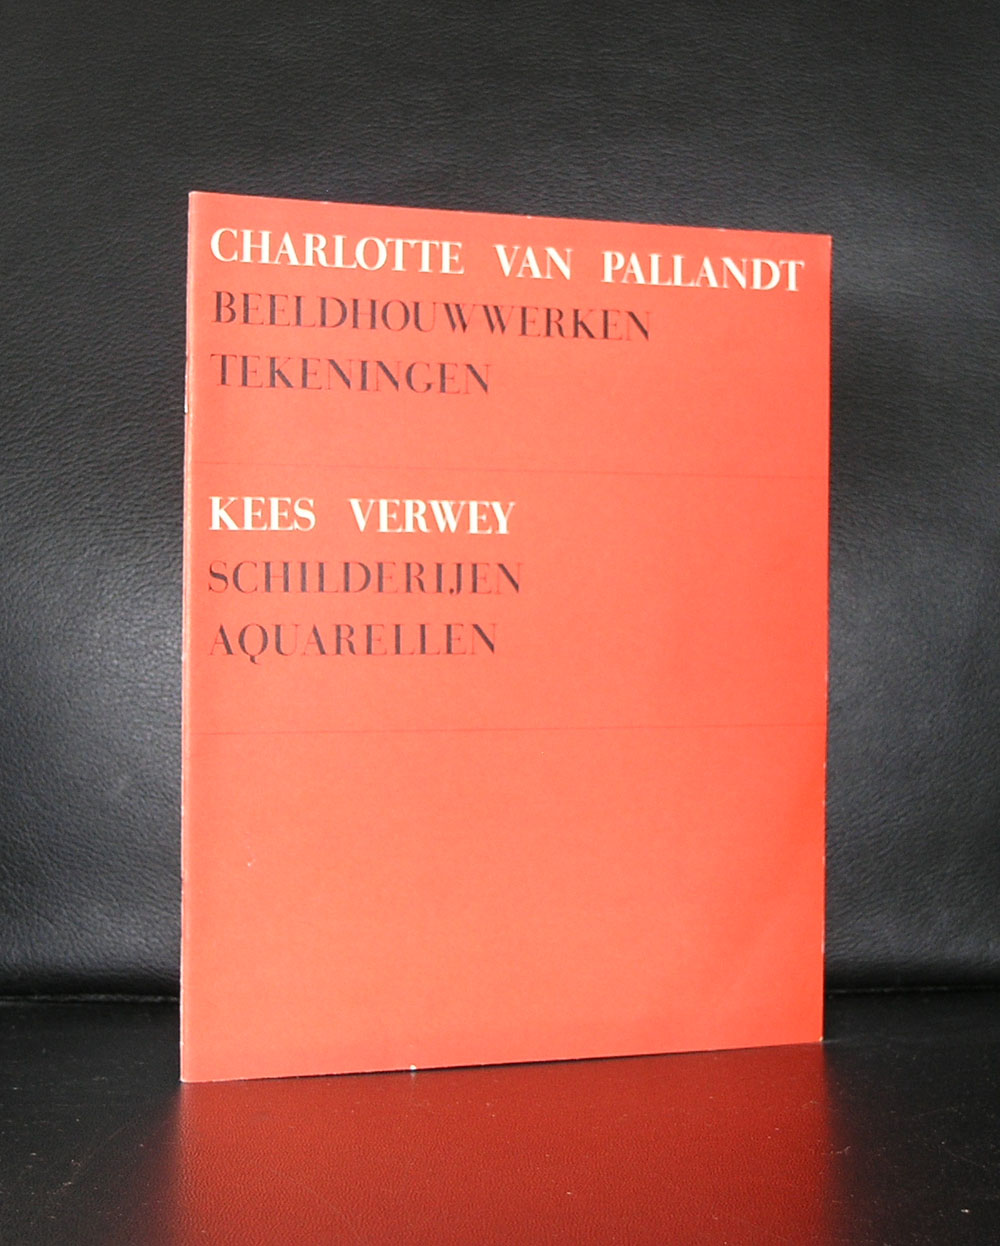 CHARLOTTE VAN PALLANDT
BEELDHOUWWERKEN
TEKENINGEN
KEES VERWEY
SCHILDERIJEN
AQUARELLEN